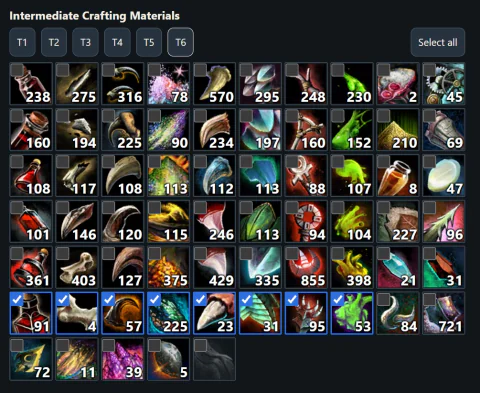 Intermediate Crafting Materials
T1 T2 T3 T4 T5 T6 Select all
238 275 316 78 570 295 248 230 2 45
160 194 225 90 234 197 160 152 210 69
108 117 108 113 112 113 88 107 8 47
101 146 120 115 246 113 94 104 227 96
361 403 127 375 429 335 855 398 21 31
91 4 57 225 23 31 95 53 84 721
72 11 39 5